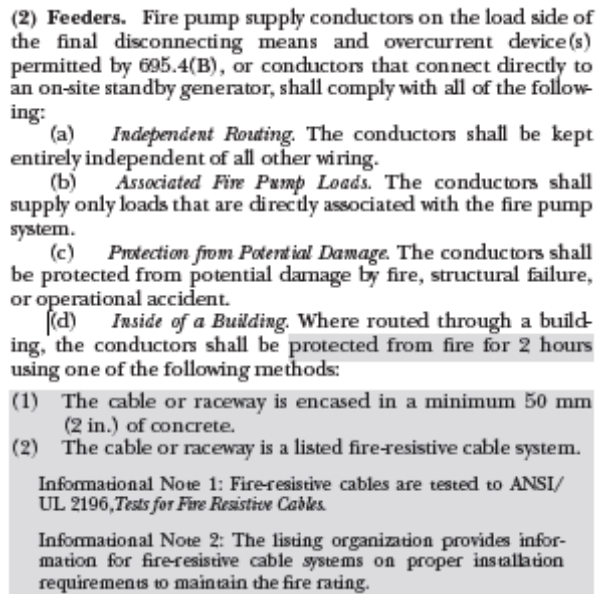 (2) Feeders. Fire pump supply conductors on the load side of
the final disconnecting means and overcurrent device(s)
permitted by 695.4(B), or conductors that connect directly to
an on-site standby generator, shall comply with all of the follow-
ing:
(a) Independent Routing. The conductors shall be kept
entirely independent of all other wiring.
(b) Associated Fire Pump Loads. The conductors shall
supply only loads that are directly associated with the fire pump
system.
(c) Protection from Potential Damage. The conductors shall
be protected from potential damage by fire, structural failure,
or operational accident.
(d) Inside of a Building. Where routed through a build-
ing, the conductors shall be protected from fire for 2 hours
using one of the following methods:
(1) The cable or raceway is encased in a minimum 50 mm
(2 in.) of concrete.
(2) The cable or raceway is a listed fire-resistive cable system.
Informational Note 1: Fire-resistive cables are tested to ANSI/
UL 2196,Tests for Fire Resistive Cables.
Informational Note 2: The listing organization provides infor-
mation for fire-resistive cable systems on proper installation
requirements to maintain the fire rating.